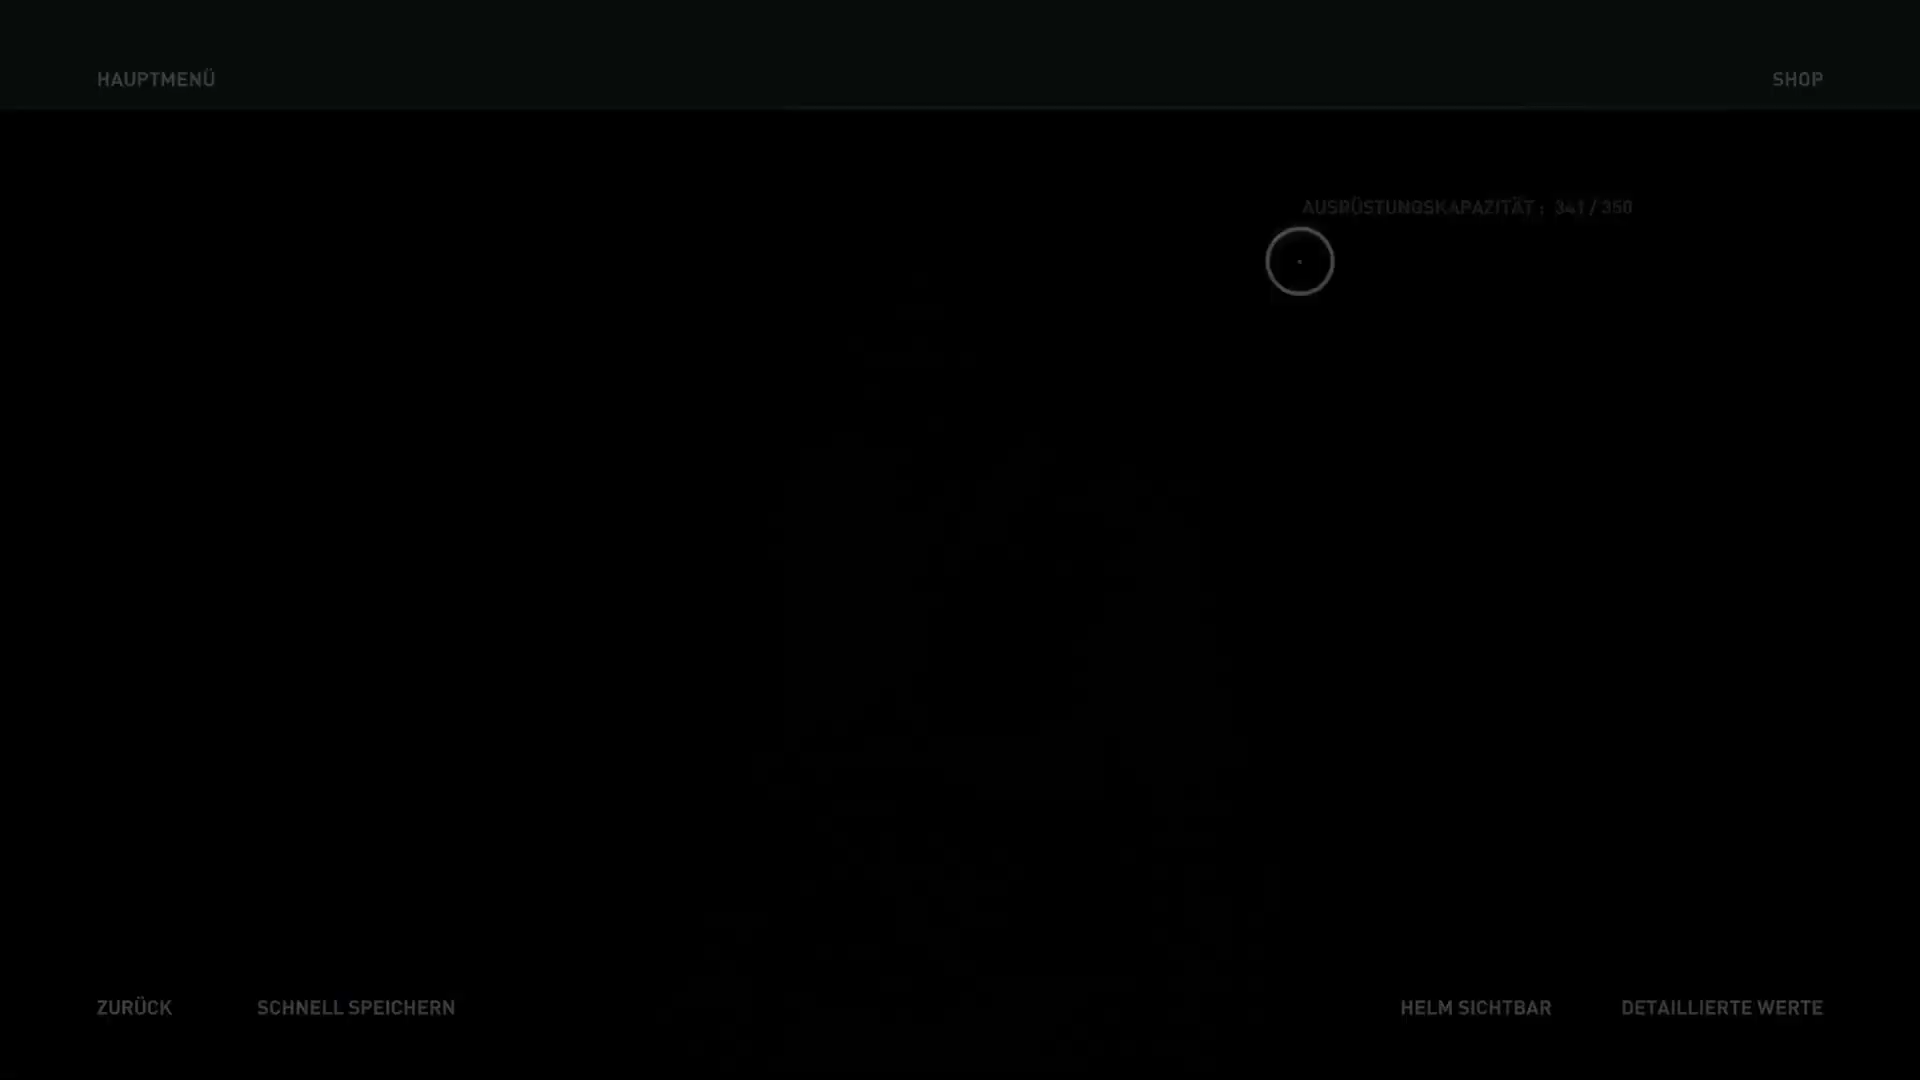 HAUPTMENÜ
SHOP
AUSRÜSTUNGSKAPAZITÄT : 341 / 350
ZURÜCK
SCHNELL SPEICHERN
HELM SICHTBAR
DETAILLIERTE WERTE